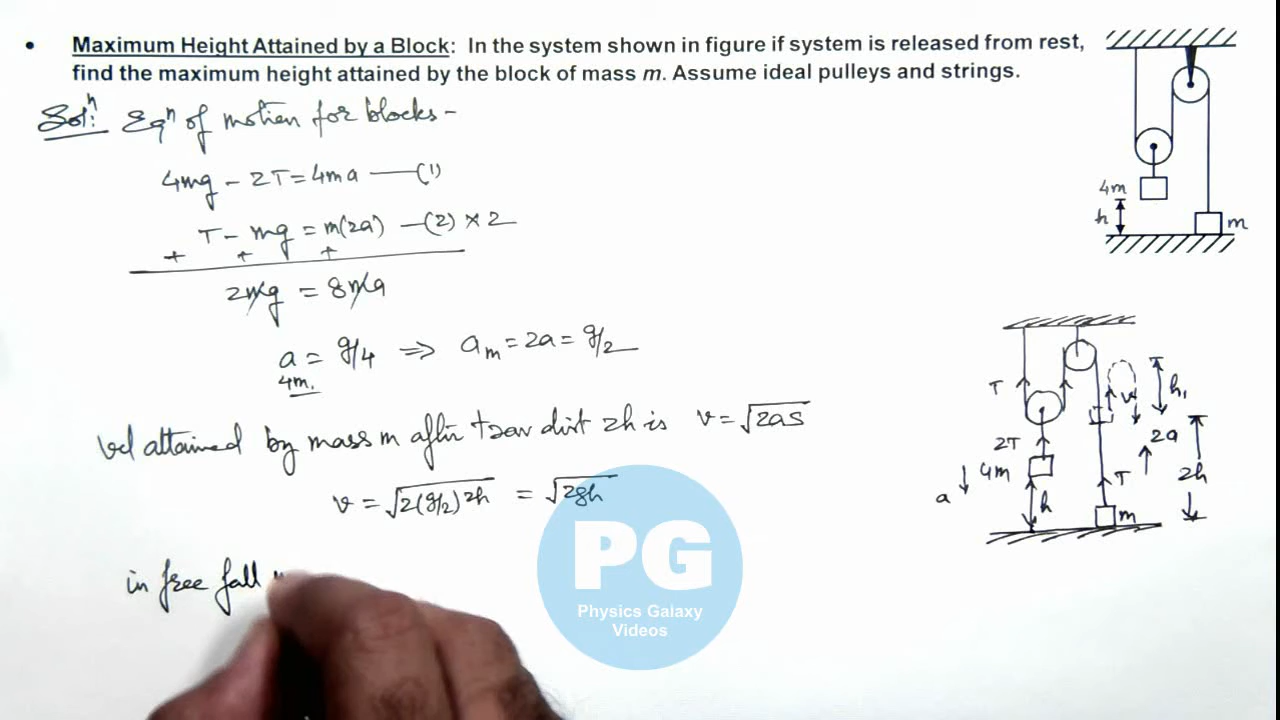 • Maximum Height Attained by a Block: In the system shown in figure if system is released from rest,
find the maximum height attained by the block of mass m. Assume ideal pulleys and strings.
Solⁿ: Eqⁿ of motion for blocks –
4mg – 2T = 4ma —(1)
T – mg = m(2a) —(2) × 2
+ + +
2mg = 8ma
a = g/4 ⇒ a_m = 2a = g/2
4m.
vel attained by mass m after trav dist 2h is v = √2as
v = √2(g/2)2h = √2gh
in free fall
4m
h
m
T
2T
4m
a
h
T
m
v
h₁
2a
2h
PG
Physics Galaxy
Videos